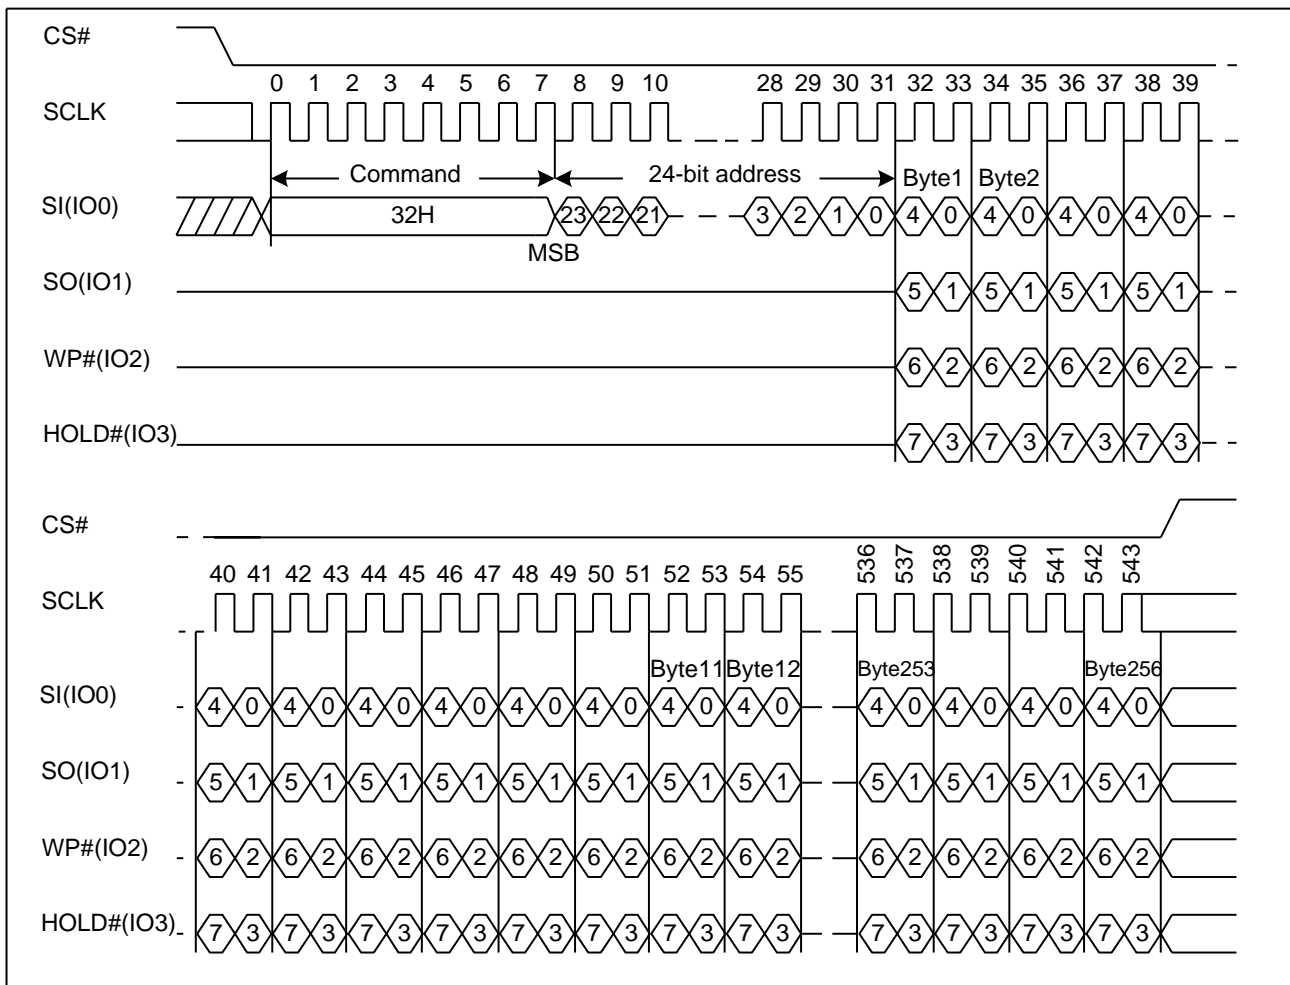 CS#
0 1 2 3 4 5 6 7 8 9 10 28 29 30 31 32 33 34 35 36 37 38 39
SCLK
Command 24-bit address Byte1 Byte2
SI(IO0) 32H 23 22 21 3 2 1 0 4 0 4 0 4 0 4 0
MSB
SO(IO1) 5 1 5 1 5 1 5 1
WP#(IO2) 6 2 6 2 6 2 6 2
HOLD#(IO3) 7 3 7 3 7 3 7 3
CS#
40 41 42 43 44 45 46 47 48 49 50 51 52 53 54 55 536 537 538 539 540 541 542 543
SCLK
Byte11 Byte12 Byte253 Byte256
SI(IO0) 4 0 4 0 4 0 4 0 4 0 4 0 4 0 4 0 4 0 4 0 4 0 4 0
SO(IO1) 5 1 5 1 5 1 5 1 5 1 5 1 5 1 5 1 5 1 5 1 5 1 5 1
WP#(IO2) 6 2 6 2 6 2 6 2 6 2 6 2 6 2 6 2 6 2 6 2 6 2 6 2
HOLD#(IO3) 7 3 7 3 7 3 7 3 7 3 7 3 7 3 7 3 7 3 7 3 7 3 7 3